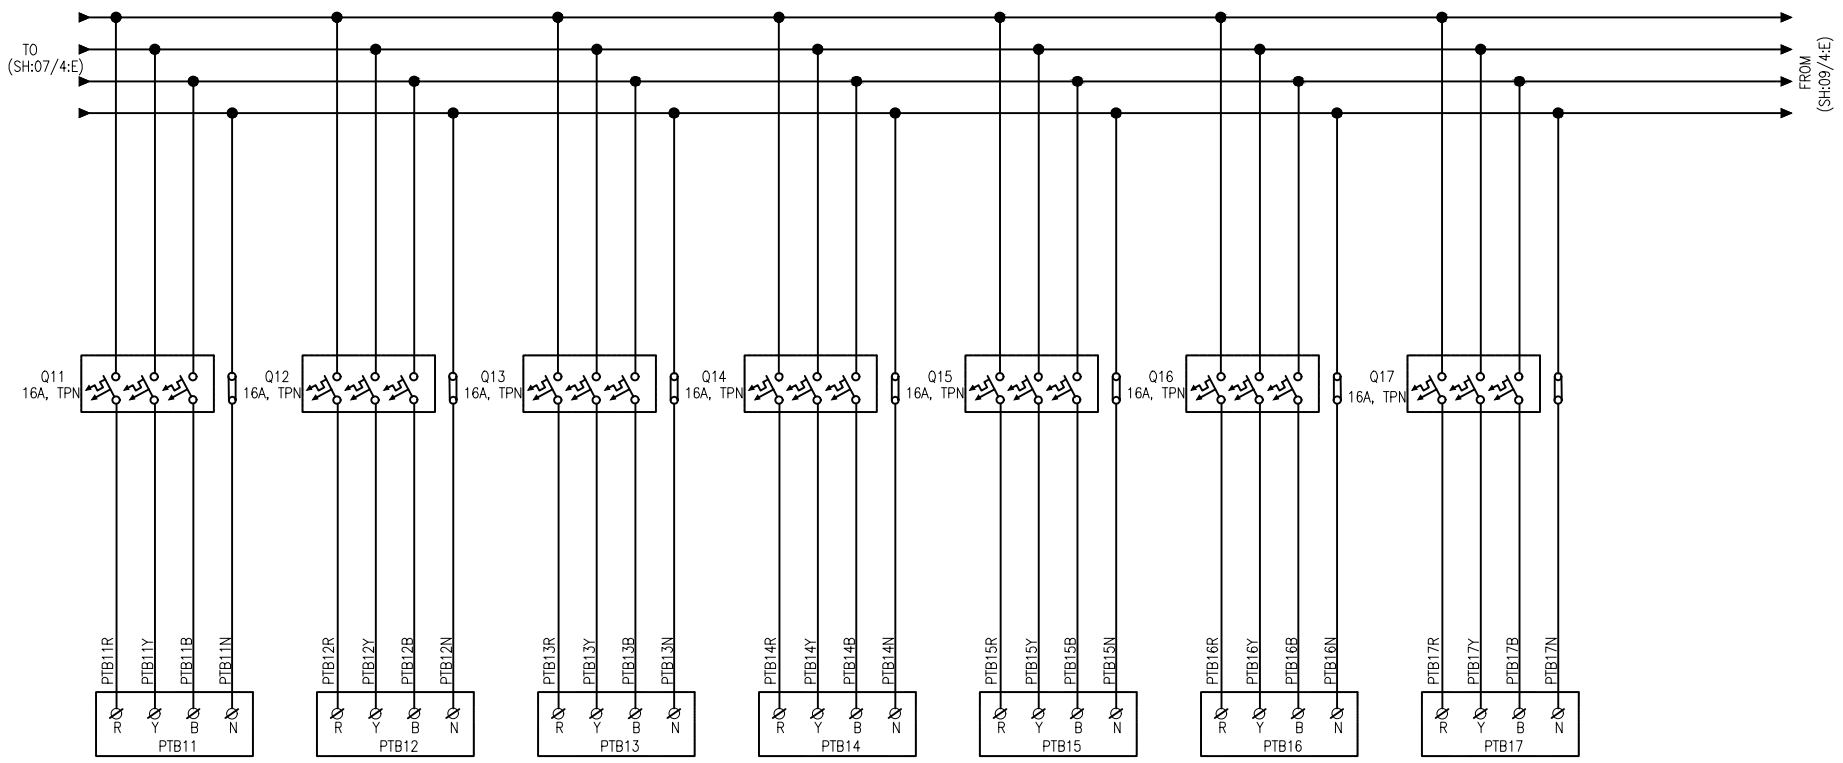 TO
(SH:07/4:E)
FROM
(SH:09/4:E)
Q11
16A, TPN
Q12
16A, TPN
Q13
16A, TPN
Q14
16A, TPN
Q15
16A, TPN
Q16
16A, TPN
Q17
16A, TPN
PTB11R PTB11Y PTB11B PTB11N
PTB12R PTB12Y PTB12B PTB12N
PTB13R PTB13Y PTB13B PTB13N
PTB14R PTB14Y PTB14B PTB14N
PTB15R PTB15Y PTB15B PTB15N
PTB16R PTB16Y PTB16B PTB16N
PTB17R PTB17Y PTB17B PTB17N
R Y B N
PTB11
R Y B N
PTB12
R Y B N
PTB13
R Y B N
PTB14
R Y B N
PTB15
R Y B N
PTB16
R Y B N
PTB17